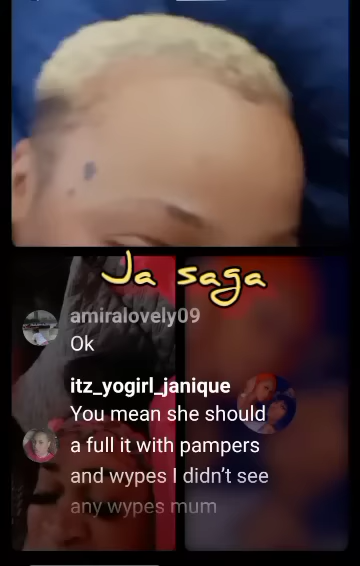 Ja saga
amiralovely09
Ok
itz_yogirl_janique
You mean she should
a full it with pampers
and wypes I didn't see
any wypes mum